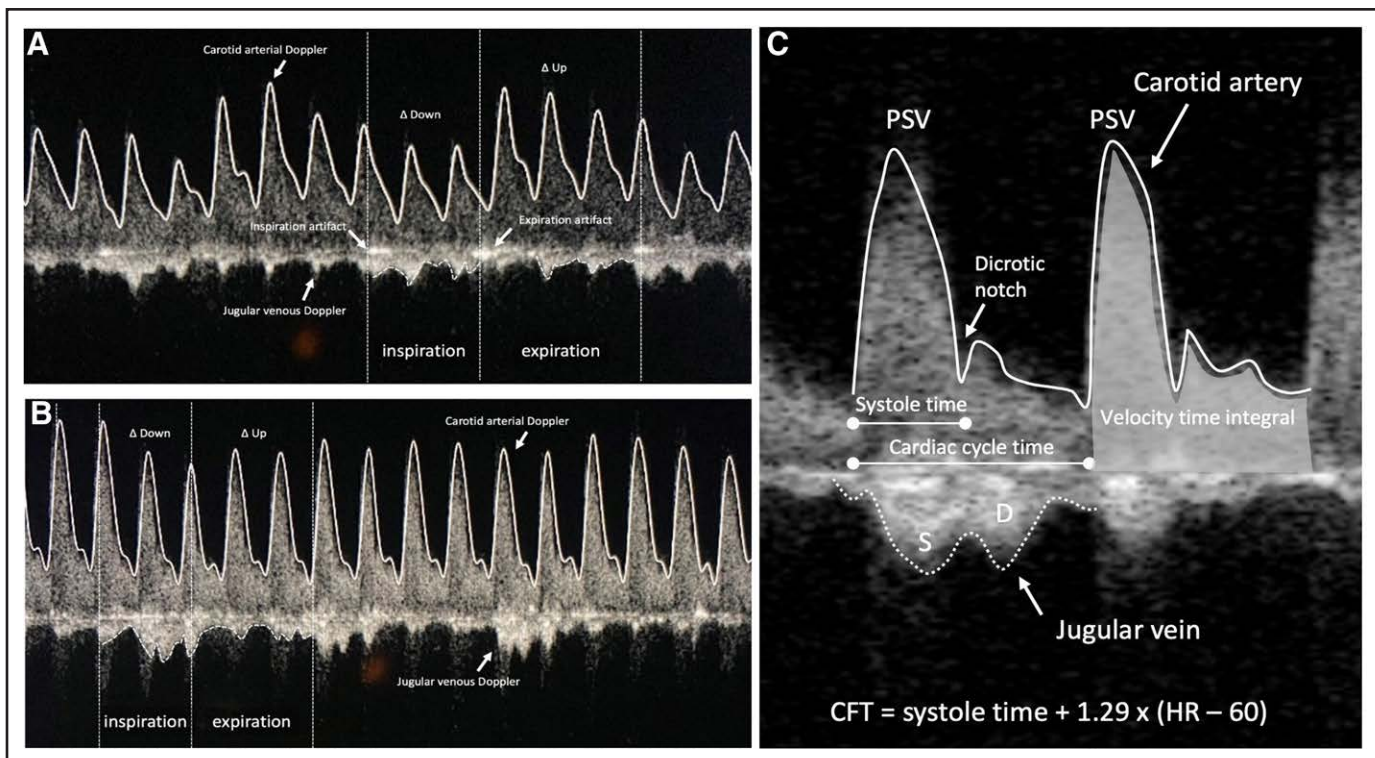 A
Carotid arterial Doppler
Δ Up
Δ Down
Inspiration artifact
Expiration artifact
Jugular venous Doppler
inspiration
expiration
B
Δ Down
Δ Up
Carotid arterial Doppler
Jugular venous Doppler
inspiration
expiration
C
Carotid artery
PSV
PSV
Dicrotic
notch
Systole time
Velocity time integral
Cardiac cycle time
D
S
Jugular vein
CFT = systole time + 1.29 x (HR – 60)